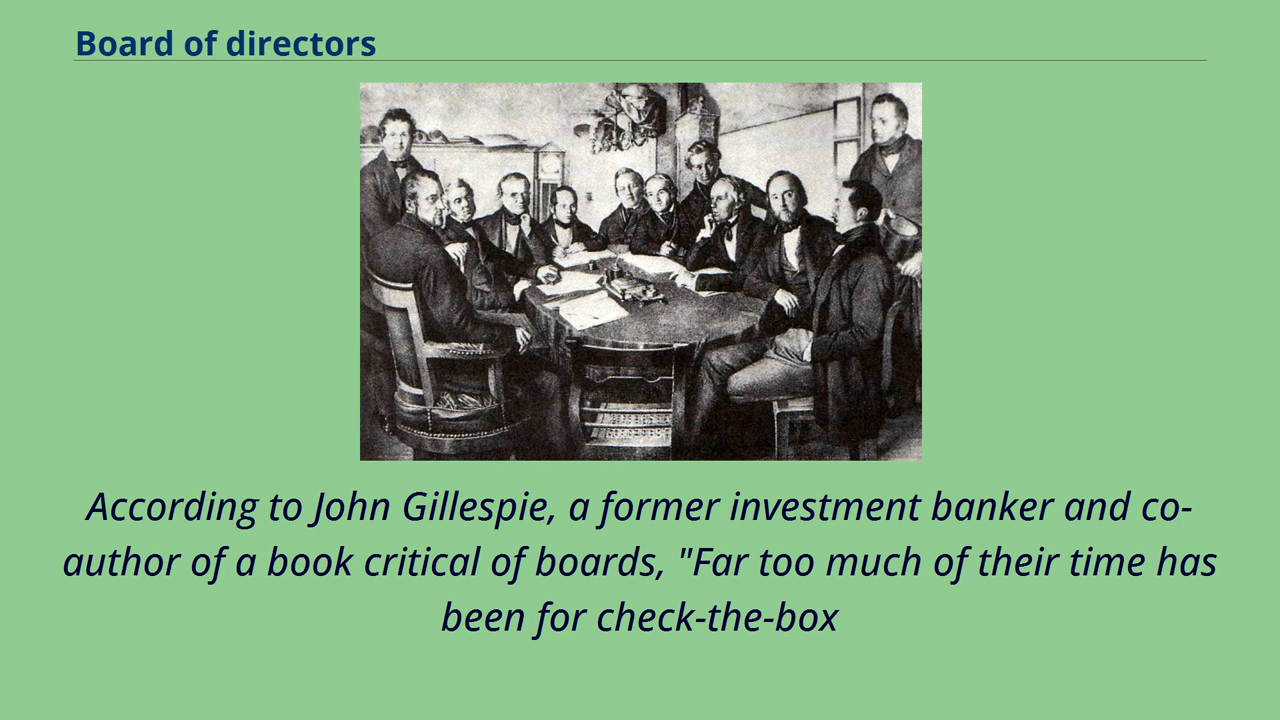 Board of directors
According to John Gillespie, a former investment banker and co-
author of a book critical of boards, "Far too much of their time has
been for check-the-box